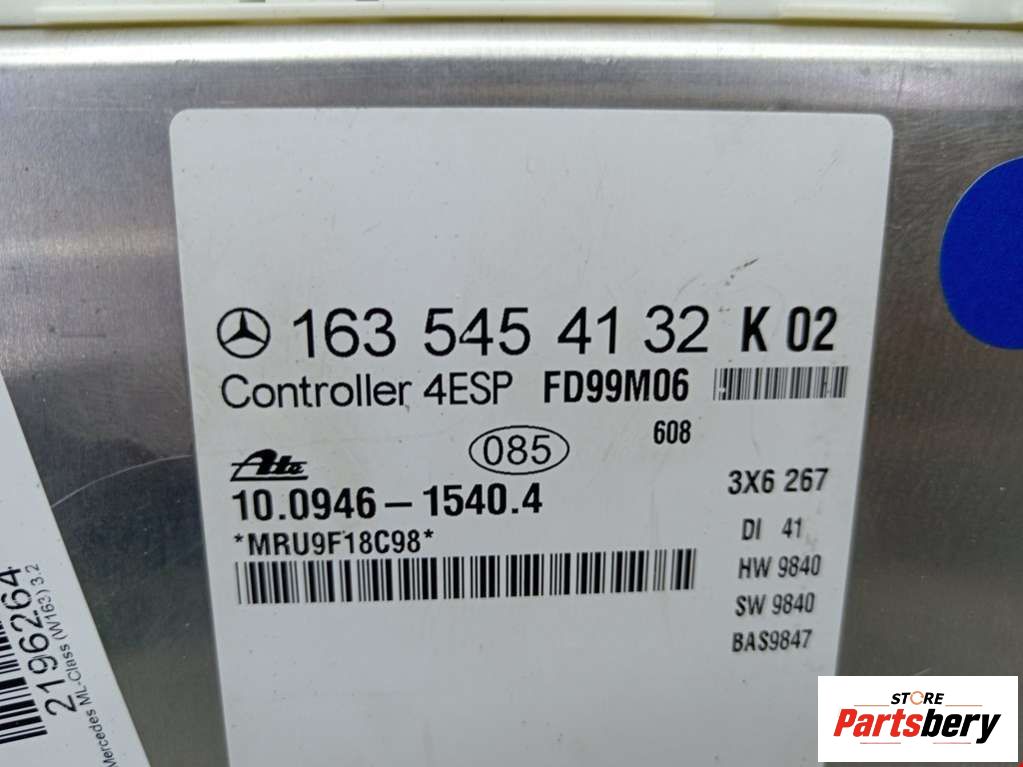 163 545 41 32 K 02
Controller 4ESP FD99M06
608
Ate
085
10.0946-1540.4
*MRU9F18C98*
3X6 267
DI 41
HW 9840
SW 9840
BAS9847
2196264
Mercedes ML-Class (W163) 3.2
STORE
Partsbery